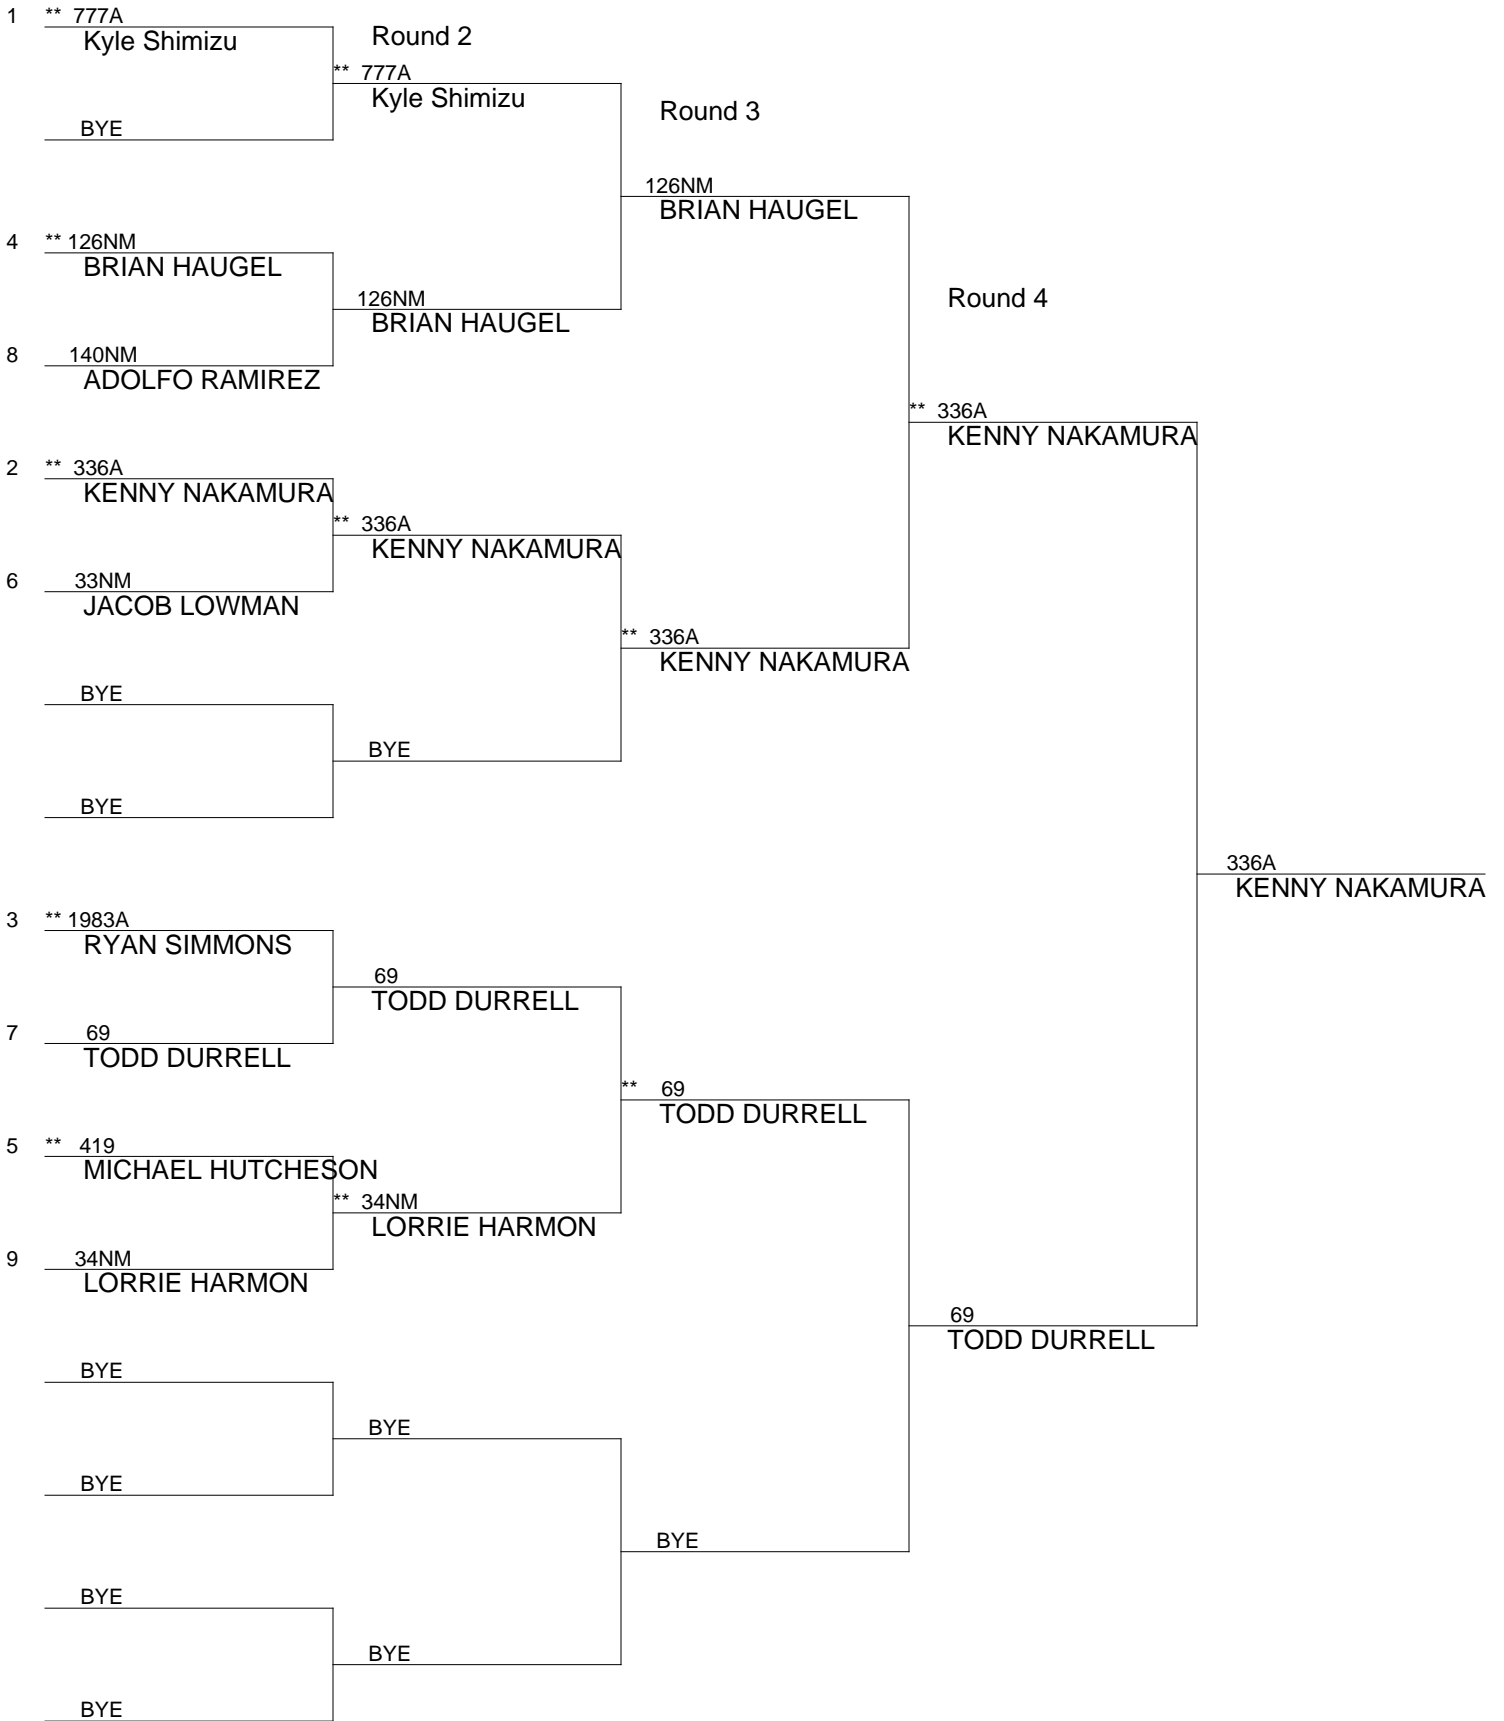 1 ** 777A
Kyle Shimizu
BYE
4 ** 126NM
BRIAN HAUGEL
8 140NM
ADOLFO RAMIREZ
2 ** 336A
KENNY NAKAMURA
6 33NM
JACOB LOWMAN
BYE
BYE
3 ** 1983A
RYAN SIMMONS
7 69
TODD DURRELL
5 ** 419
MICHAEL HUTCHESON
9 34NM
LORRIE HARMON
BYE
BYE
BYE
BYE
Round 2
** 777A
Kyle Shimizu
126NM
BRIAN HAUGEL
** 336A
KENNY NAKAMURA
BYE
69
TODD DURRELL
** 34NM
LORRIE HARMON
BYE
BYE
Round 3
126NM
BRIAN HAUGEL
** 336A
KENNY NAKAMURA
** 69
TODD DURRELL
BYE
Round 4
** 336A
KENNY NAKAMURA
69
TODD DURRELL
336A
KENNY NAKAMURA